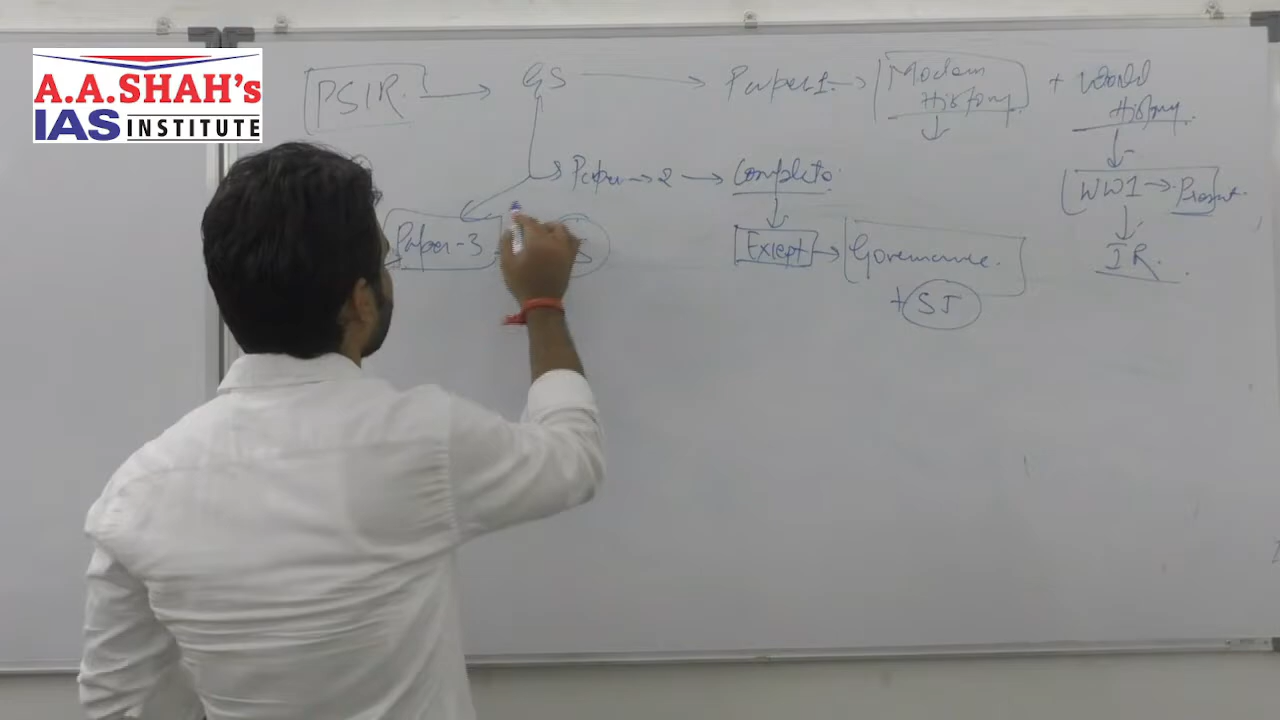 A.A.SHAH's
IAS INSTITUTE
PSIR. → GS → Paper 1. → Modern History + World History.
WW1 → Present.
IR.
Paper → 2 → Complete.
Except → Governance.
+ SJ
Paper-3